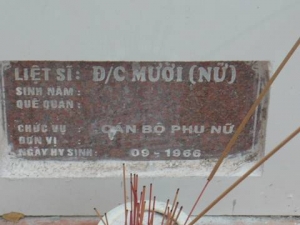 LIỆT SĨ: Đ/C MƯỜI (NỮ)
SINH NĂM :
QUÊ QUÁN :
CHỨC VỤ : CÁN BỘ PHỤ NỮ
ĐƠN VỊ :
NGÀY HY SINH: 09-1966